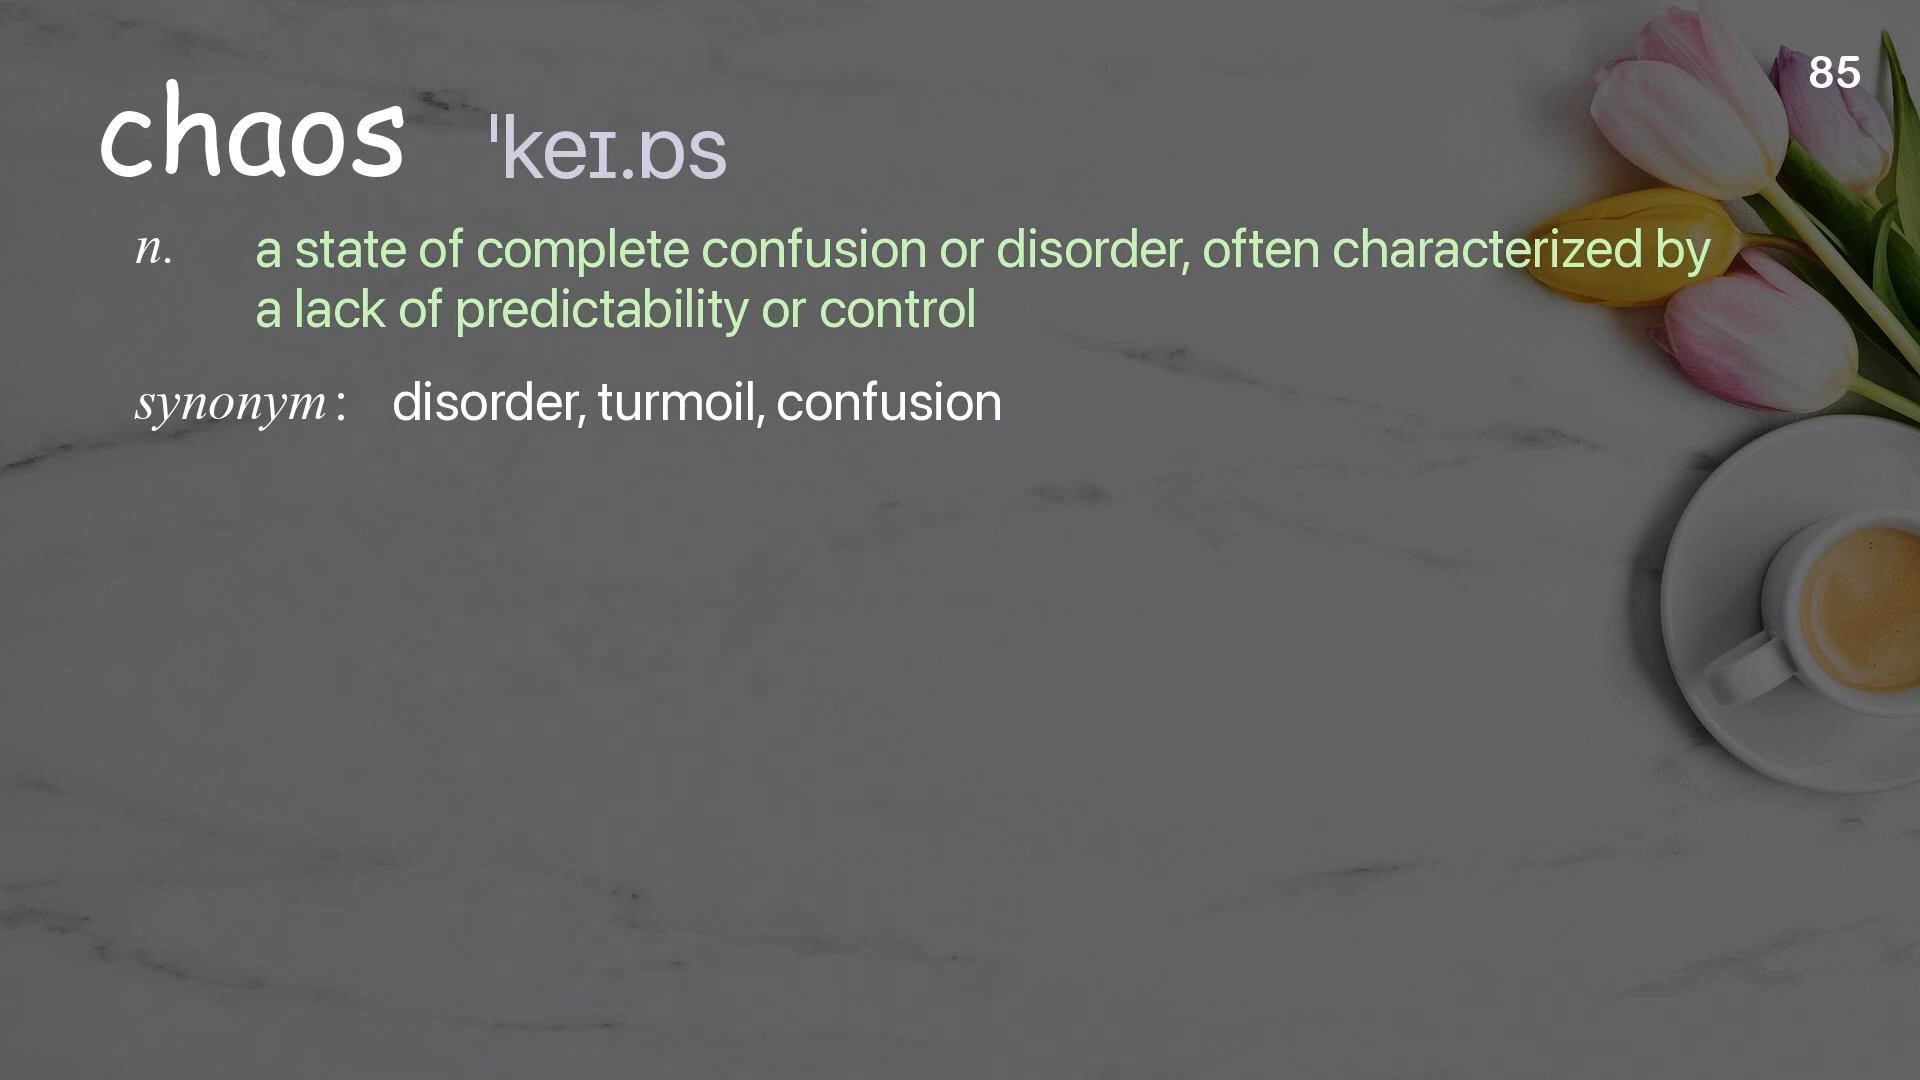 85
chaos ˈkeɪ.ɒs
n. a state of complete confusion or disorder, often characterized by
a lack of predictability or control
synonym: disorder, turmoil, confusion